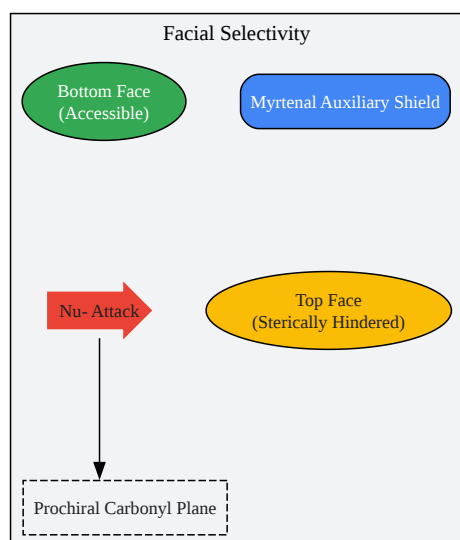 Facial Selectivity
Bottom Face
(Accessible)
Myrtenal Auxiliary Shield
Nu- Attack
Top Face
(Sterically Hindered)
Prochiral Carbonyl Plane